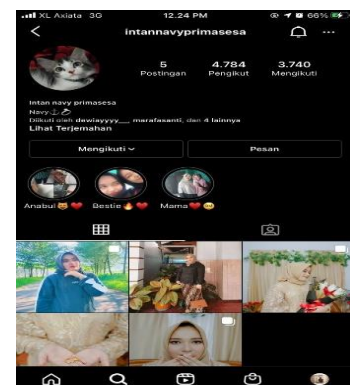 XL Axiata 3G 12.24 PM 66%
intannavyprimasesa
5 4.784 3.740
Postingan Pengikut Mengikuti
Intan navy primasesa
Navy⚓💍
Diikuti oleh dewiayyyy___, marafasanti, dan 4 lainnya
Lihat Terjemahan
Mengikuti Pesan
Anabul🐱❤️ Bestie🔥❤️ Mama❤️😊